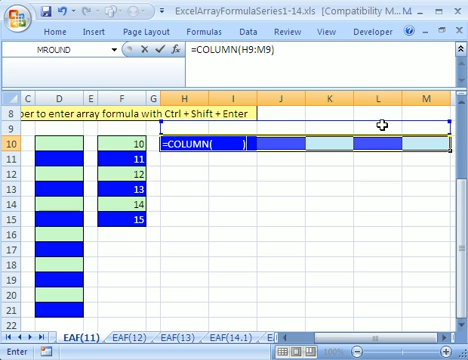 ExcelArrayFormulaSeries1-14.xls [Compatibility M...
Home Insert Page Layout Formulas Data Review View Developer
MROUND =COLUMN(H9:M9)
C D E F G H I J K L M
8 per to enter array formula with Ctrl + Shift + Enter
9
10 10 =COLUMN( )
11 11
12 12
13 13
14 14
15 15
16
17
18
19
20
21
22
EAF(11) EAF(12) EAF(13) EAF(14.1)
Enter 100%